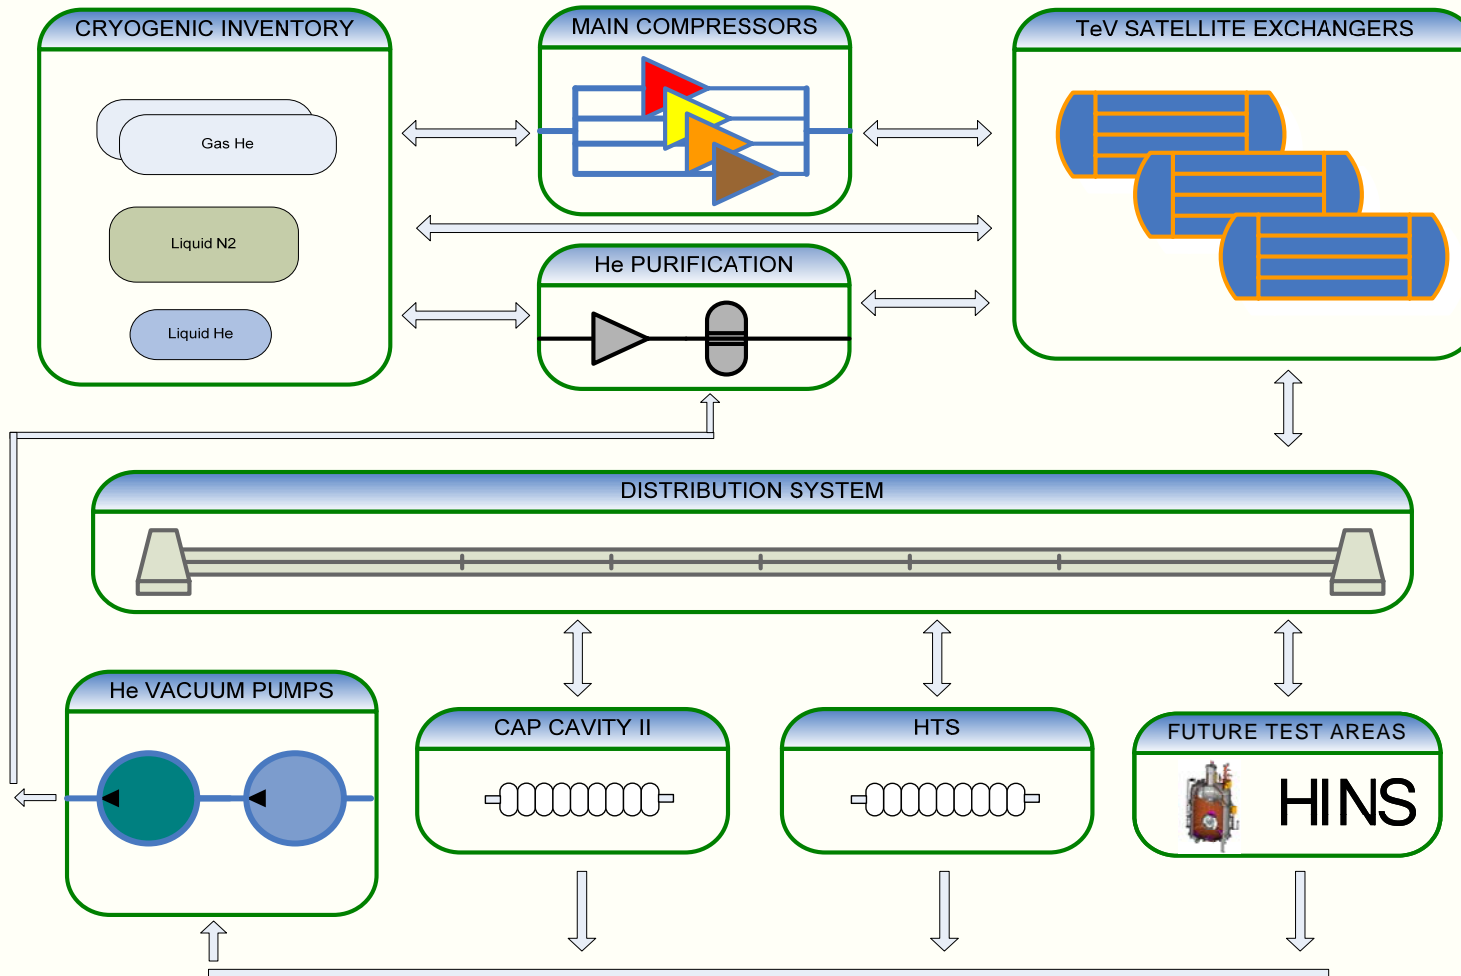 CRYOGENIC INVENTORY
MAIN COMPRESSORS
TeV SATELLITE EXCHANGERS
Gas He
Liquid N2
Liquid He
He PURIFICATION
DISTRIBUTION SYSTEM
He VACUUM PUMPS
CAP CAVITY II
HTS
FUTURE TEST AREAS
HINS